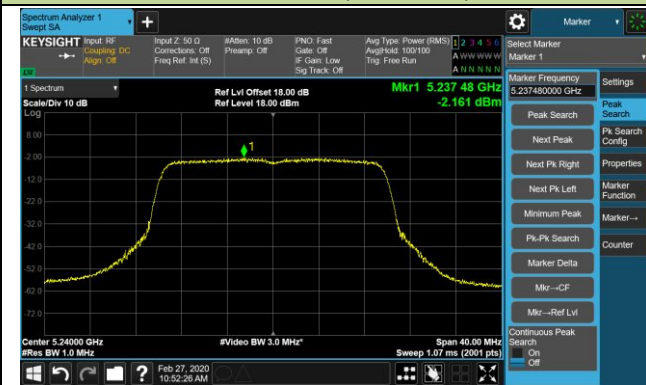 Spectrum Analyzer 1
Swept SA
+
Marker
KEYSIGHT
Input: RF
Coupling: DC
Align: Off
Input Z: 50 Ω
Corrections: Off
Freq Ref: Int (S)
#Atten: 10 dB
Preamp: Off
PNO: Fast
Gate: Off
IF Gain: Low
Sig Track: Off
Avg Type: Power (RMS)
Avg|Hold: 100/100
Trig: Free Run
1 2 3 4 5 6
A W W W W W
A N N N N N
Select Marker
Marker 1
Marker Frequency
5.237480000 GHz
Settings
Peak Search
Next Peak
Next Pk Right
Next Pk Left
Minimum Peak
Pk-Pk Search
Marker Delta
Mkr→CF
Mkr→Ref Lvl
Continuous Peak
Search
On
Off
Peak
Search
Pk Search
Config
Properties
Marker
Function
Marker→
Counter
1 Spectrum
Scale/Div 10 dB
Log
Ref Lvl Offset 18.00 dB
Ref Level 18.00 dBm
Mkr1 5.237 48 GHz
-2.161 dBm
1
8.00
-2.00
-12.0
-22.0
-32.0
-42.0
-52.0
-62.0
-72.0
Center 5.24000 GHz
#Res BW 1.0 MHz
#Video BW 3.0 MHz*
Span 40.00 MHz
Sweep 1.07 ms (2001 pts)
?
Feb 27, 2020
10:52:26 AM